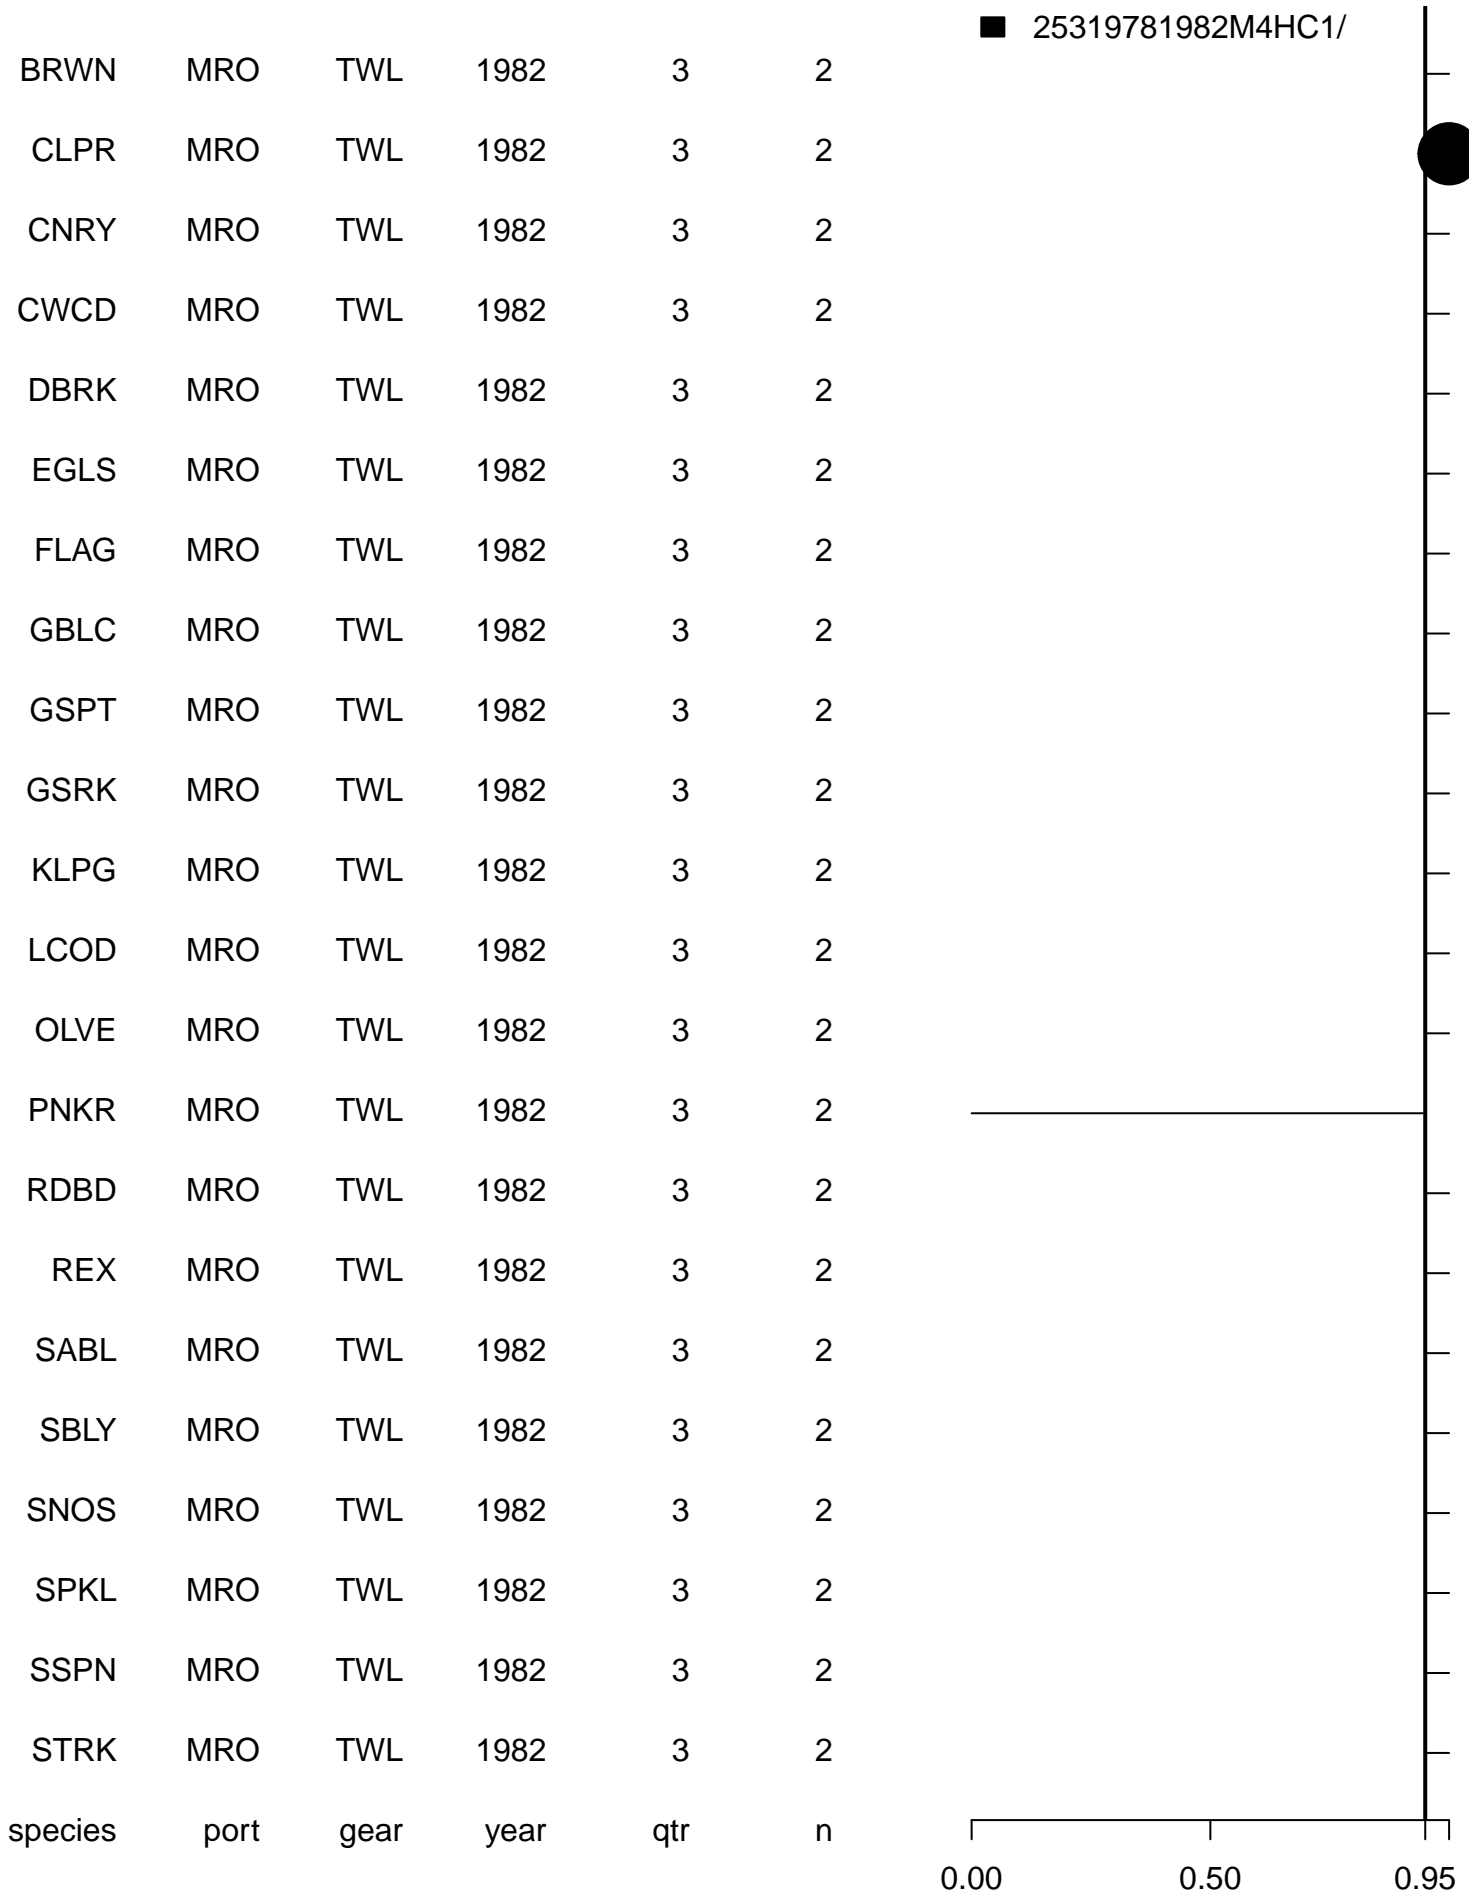 25319781982M4HC1/
BRWN MRO TWL 1982 3 2
CLPR MRO TWL 1982 3 2
CNRY MRO TWL 1982 3 2
CWCD MRO TWL 1982 3 2
DBRK MRO TWL 1982 3 2
EGLS MRO TWL 1982 3 2
FLAG MRO TWL 1982 3 2
GBLC MRO TWL 1982 3 2
GSPT MRO TWL 1982 3 2
GSRK MRO TWL 1982 3 2
KLPG MRO TWL 1982 3 2
LCOD MRO TWL 1982 3 2
OLVE MRO TWL 1982 3 2
PNKR MRO TWL 1982 3 2
RDBD MRO TWL 1982 3 2
REX MRO TWL 1982 3 2
SABL MRO TWL 1982 3 2
SBLY MRO TWL 1982 3 2
SNOS MRO TWL 1982 3 2
SPKL MRO TWL 1982 3 2
SSPN MRO TWL 1982 3 2
STRK MRO TWL 1982 3 2
species port gear year qtr n
0.00 0.50 0.95